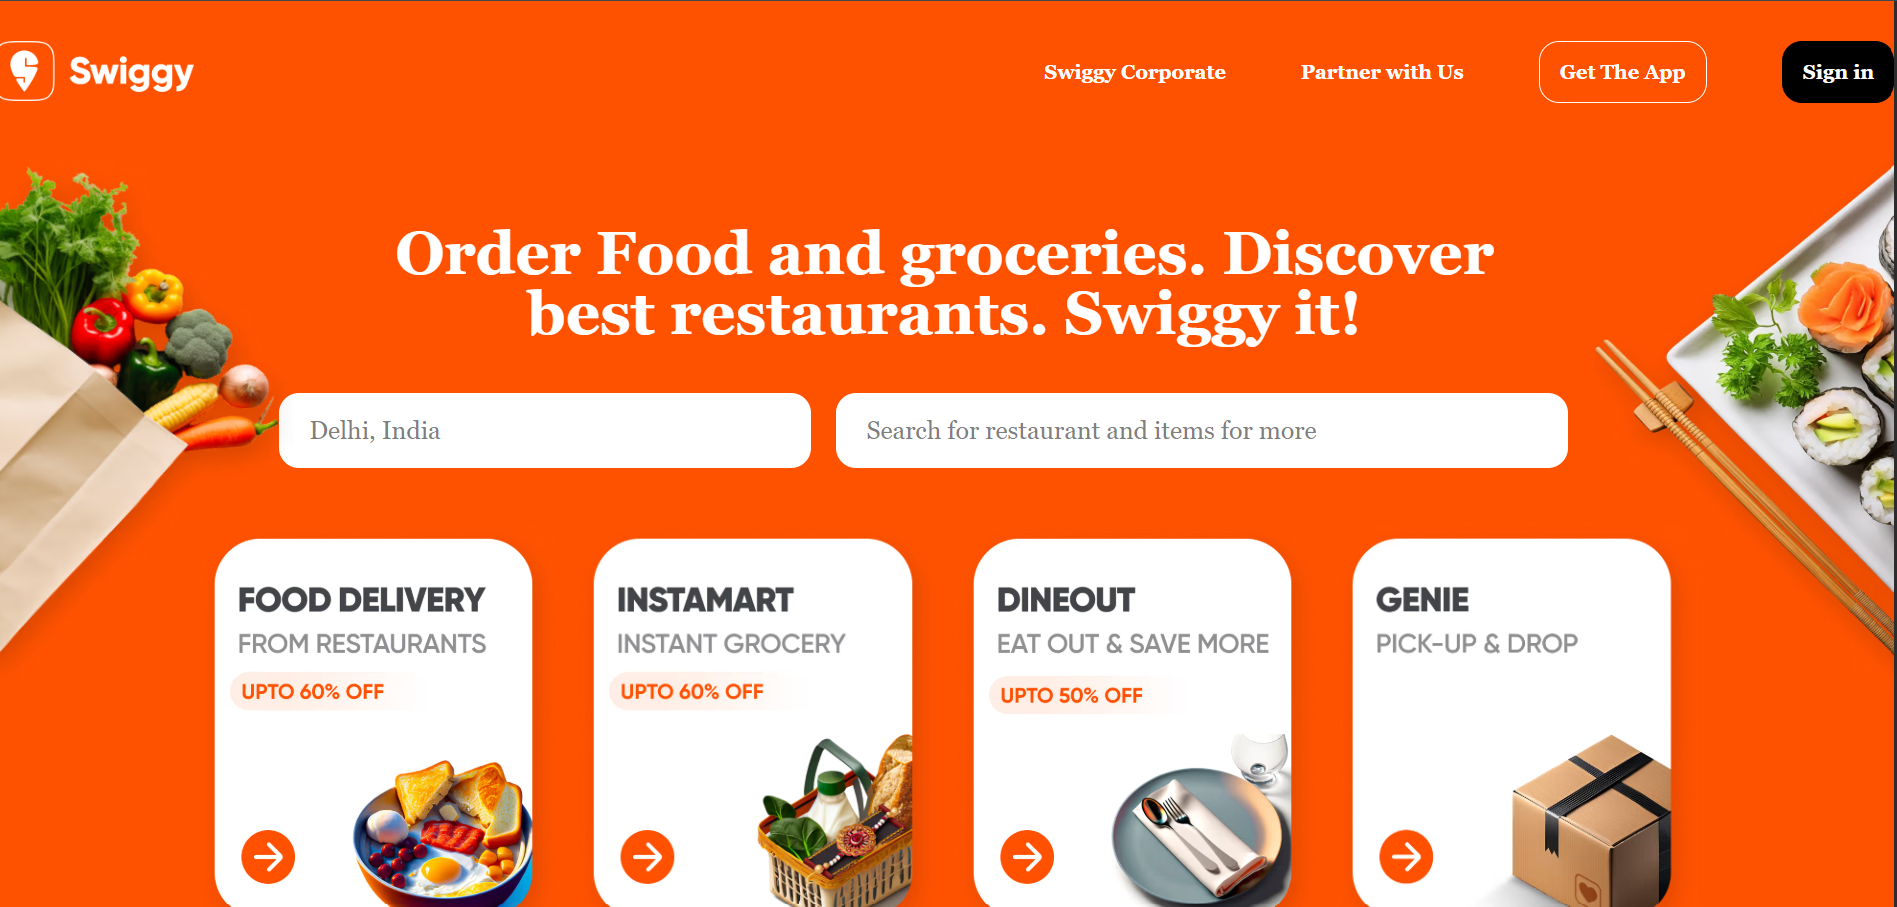 Swiggy
Swiggy Corporate
Partner with Us
Get The App
Sign in
Order Food and groceries. Discover
best restaurants. Swiggy it!
Delhi, India
Search for restaurant and items for more
FOOD DELIVERY
FROM RESTAURANTS
UPTO 60% OFF
INSTAMART
INSTANT GROCERY
UPTO 60% OFF
DINEOUT
EAT OUT & SAVE MORE
UPTO 50% OFF
GENIE
PICK-UP & DROP